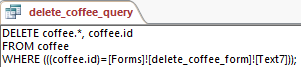 delete_coffee_query
DELETE coffee.*, coffee.id
FROM coffee
WHERE (((coffee.id)=[Forms]![delete_coffee_form]![Text7]));